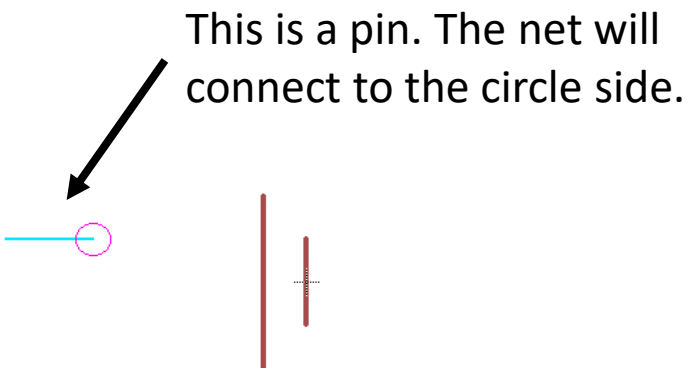 This is a pin. The net will
connect to the circle side.